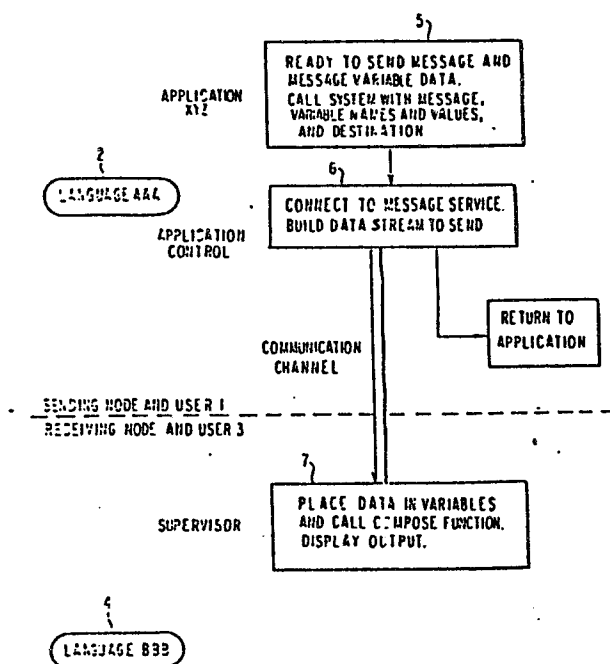 5
READY TO SEND MESSAGE AND
MESSAGE VARIABLE DATA.
CALL SYSTEM WITH MESSAGE,
VARIABLE NAMES AND VALUES,
AND DESTINATION
APPLICATION
XYZ
2
LANGUAGE AAA
6
CONNECT TO MESSAGE SERVICE.
BUILD DATA STREAM TO SEND
APPLICATION
CONTROL
RETURN TO
APPLICATION
COMMUNICATION
CHANNEL
SENDING NODE AND USER 1
RECEIVING NODE AND USER 3
7
PLACE DATA IN VARIABLES
AND CALL COMPOSE FUNCTION.
DISPLAY OUTPUT.
SUPERVISOR
4
LANGUAGE BBB